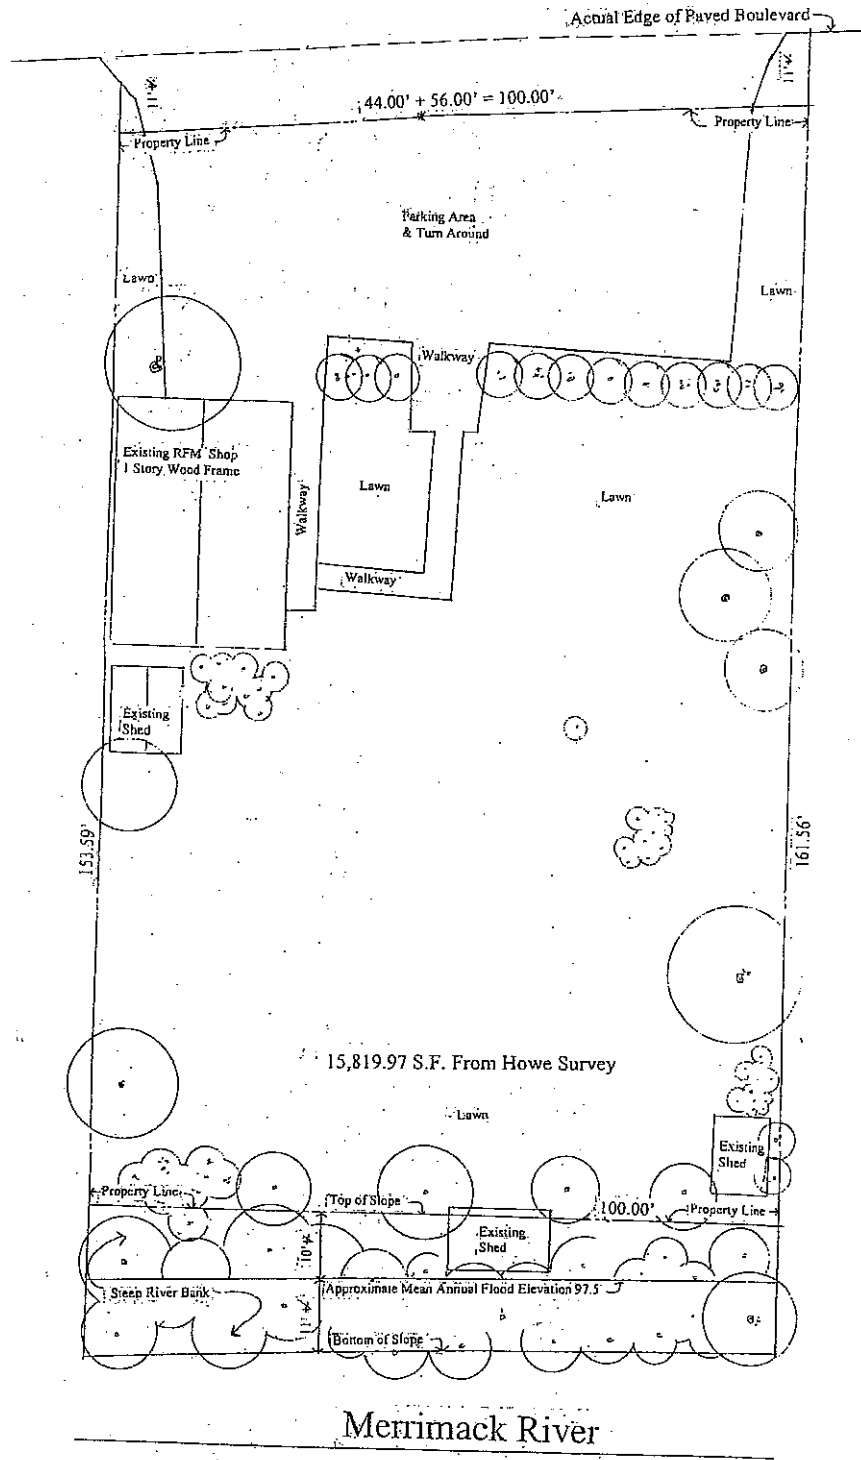 Actual Edge of Paved Boulevard
11'±
11'±
44.00' + 56.00' = 100.00'
Property Line
Property Line
Parking Area
& Turn Around
Lawn
Lawn
Walkway
Existing RFM Shop
1 Story Wood Frame
Walkway
Lawn
Lawn
Walkway
Existing
Shed
153.59'
161.56'
15,819.97 S.F. From Howe Survey
Lawn
Existing
Shed
Property Line
Top of Slope
100.00'
Property Line
Existing
Shed
10'±
Steep River Bank
Approximate Mean Annual Flood Elevation 97.5'
11'±
Bottom of Slope
Merrimack River